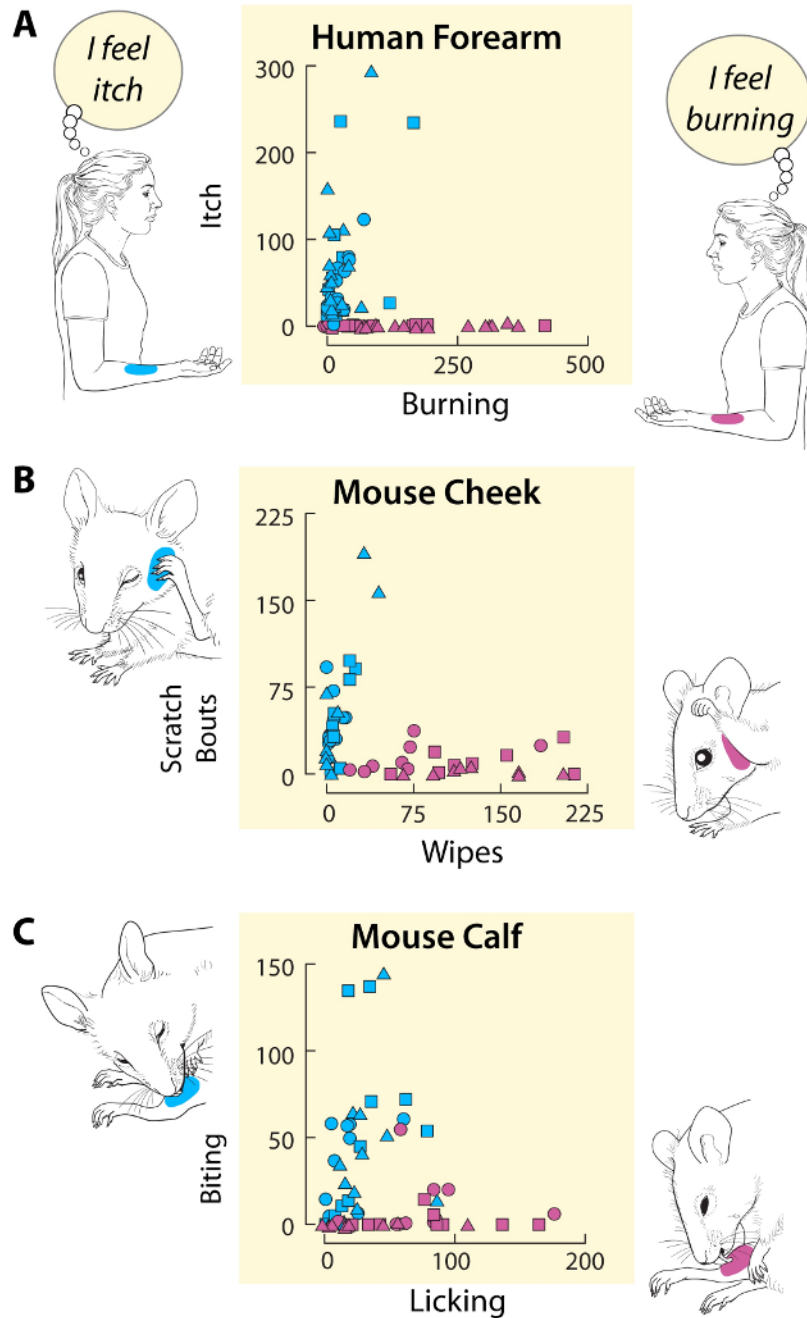 A
I feel
itch
Human Forearm
I feel
burning
Itch
300
200
100
0
0
250
500
Burning
B
Mouse Cheek
Scratch
Bouts
225
150
75
0
0
75
150
225
Wipes
C
Mouse Calf
Biting
150
100
50
0
0
100
200
Licking